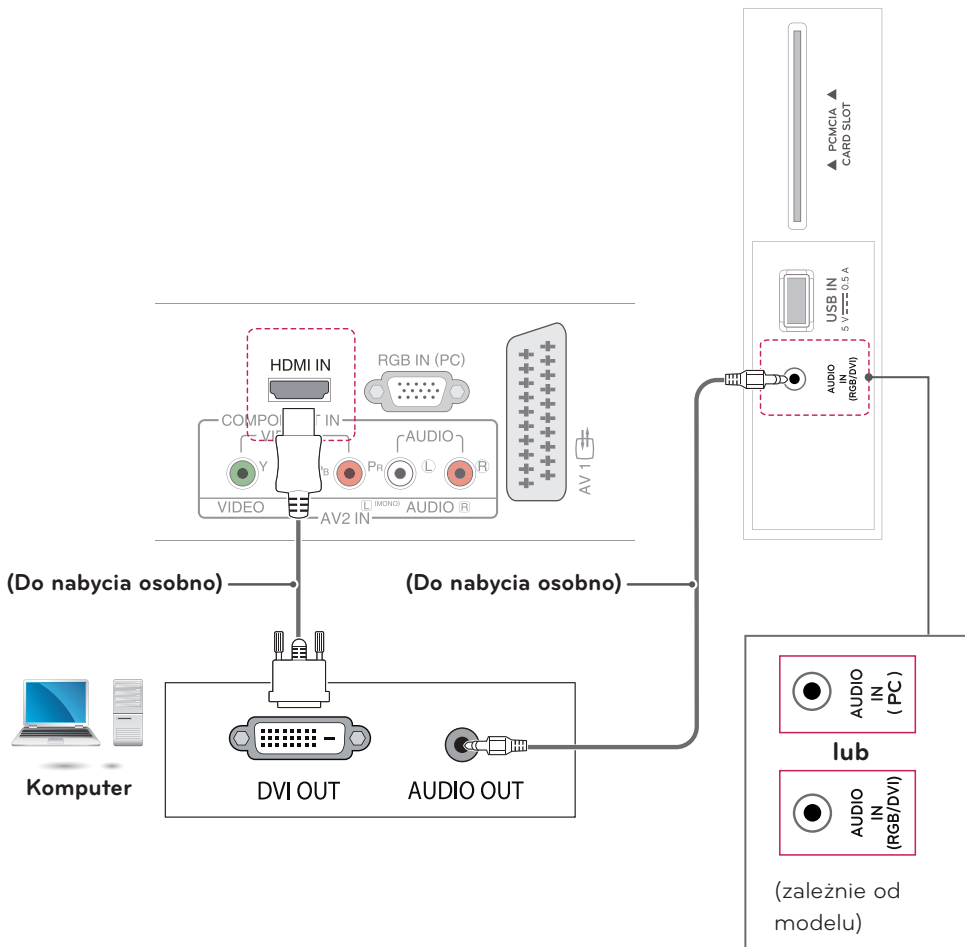 ▲ PCMCIA ▲
CARD SLOT
USB IN
5 V 0.5 A
AUDIO
IN
(RGB/DVI)
HDMI IN
RGB IN (PC)
COMPONENT IN
AUDIO
Y
PR
L
R
VIDEO
L (MONO) AUDIO R
AV2 IN
AV 1
(Do nabycia osobno)
(Do nabycia osobno)
Komputer
DVI OUT
AUDIO OUT
AUDIO
IN
(PC)
lub
AUDIO
IN
(RGB/DVI)
(zależnie od
modelu)